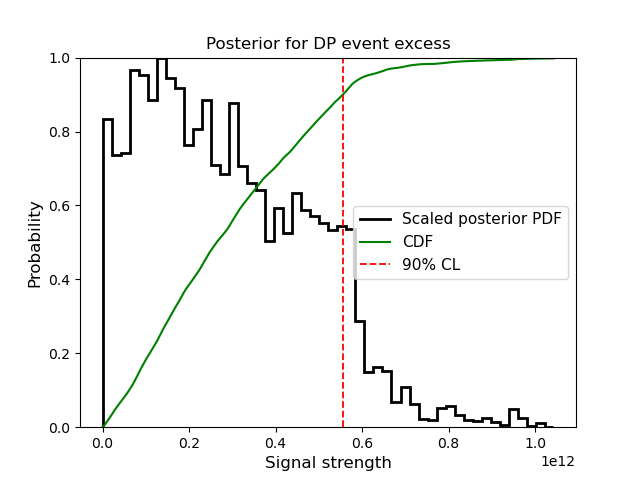 Posterior for DP event excess
1.0
0.8
0.6
0.4
0.2
0.0
Probability
Scaled posterior PDF
CDF
90% CL
0.0 0.2 0.4 0.6 0.8 1.0
1e12
Signal strength